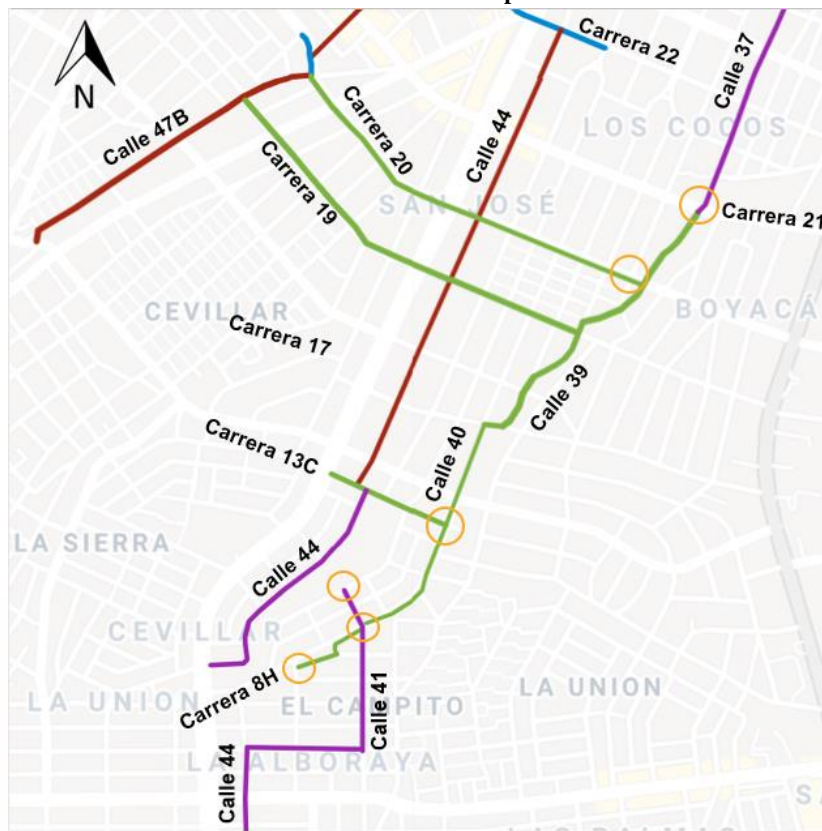 Carrera 22
Calle 37
N
Calle 47B
Carrera 20
Calle 44
LOS COCOS
Carrera 19
SAN JOSÉ
Carrera 21
CEVILLAR
BOYACÁ
Carrera 17
Calle 39
Carrera 13C
Calle 40
LA SIERRA
Calle 44
CEVILLAR
Carrera 8H
LA UNION
EL CAMPITO
LA UNION
Calle 41
LA ALBORAYA
Calle 44